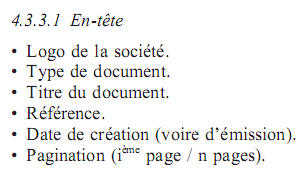 4.3.3.1 En-tête
• Logo de la société.
• Type de document.
• Titre du document.
• Référence.
• Date de création (voire d’émission).
• Pagination (ième page / n pages).